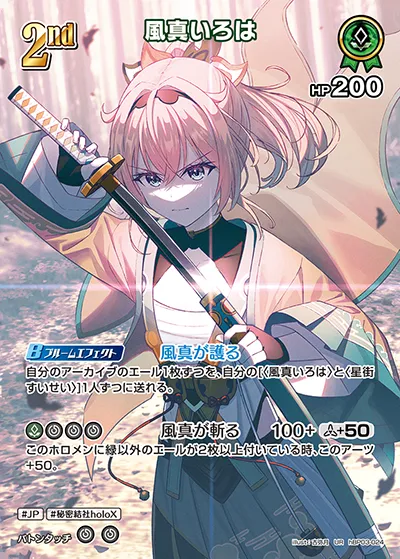 2nd
風真いろは
HP200
Bブルームエフェクト 風真が護る
自分のアーカイブのエール1枚ずつを、自分の[〈風真いろは〉と〈星街
すいせい〉]1人ずつに送れる。
風真が斬る 100+ +50
このホロメンに緑以外のエールが2枚以上付いている時、このアーツ
+50。
#JP #秘密結社holoX
バトンタッチ
UR hBP03-024